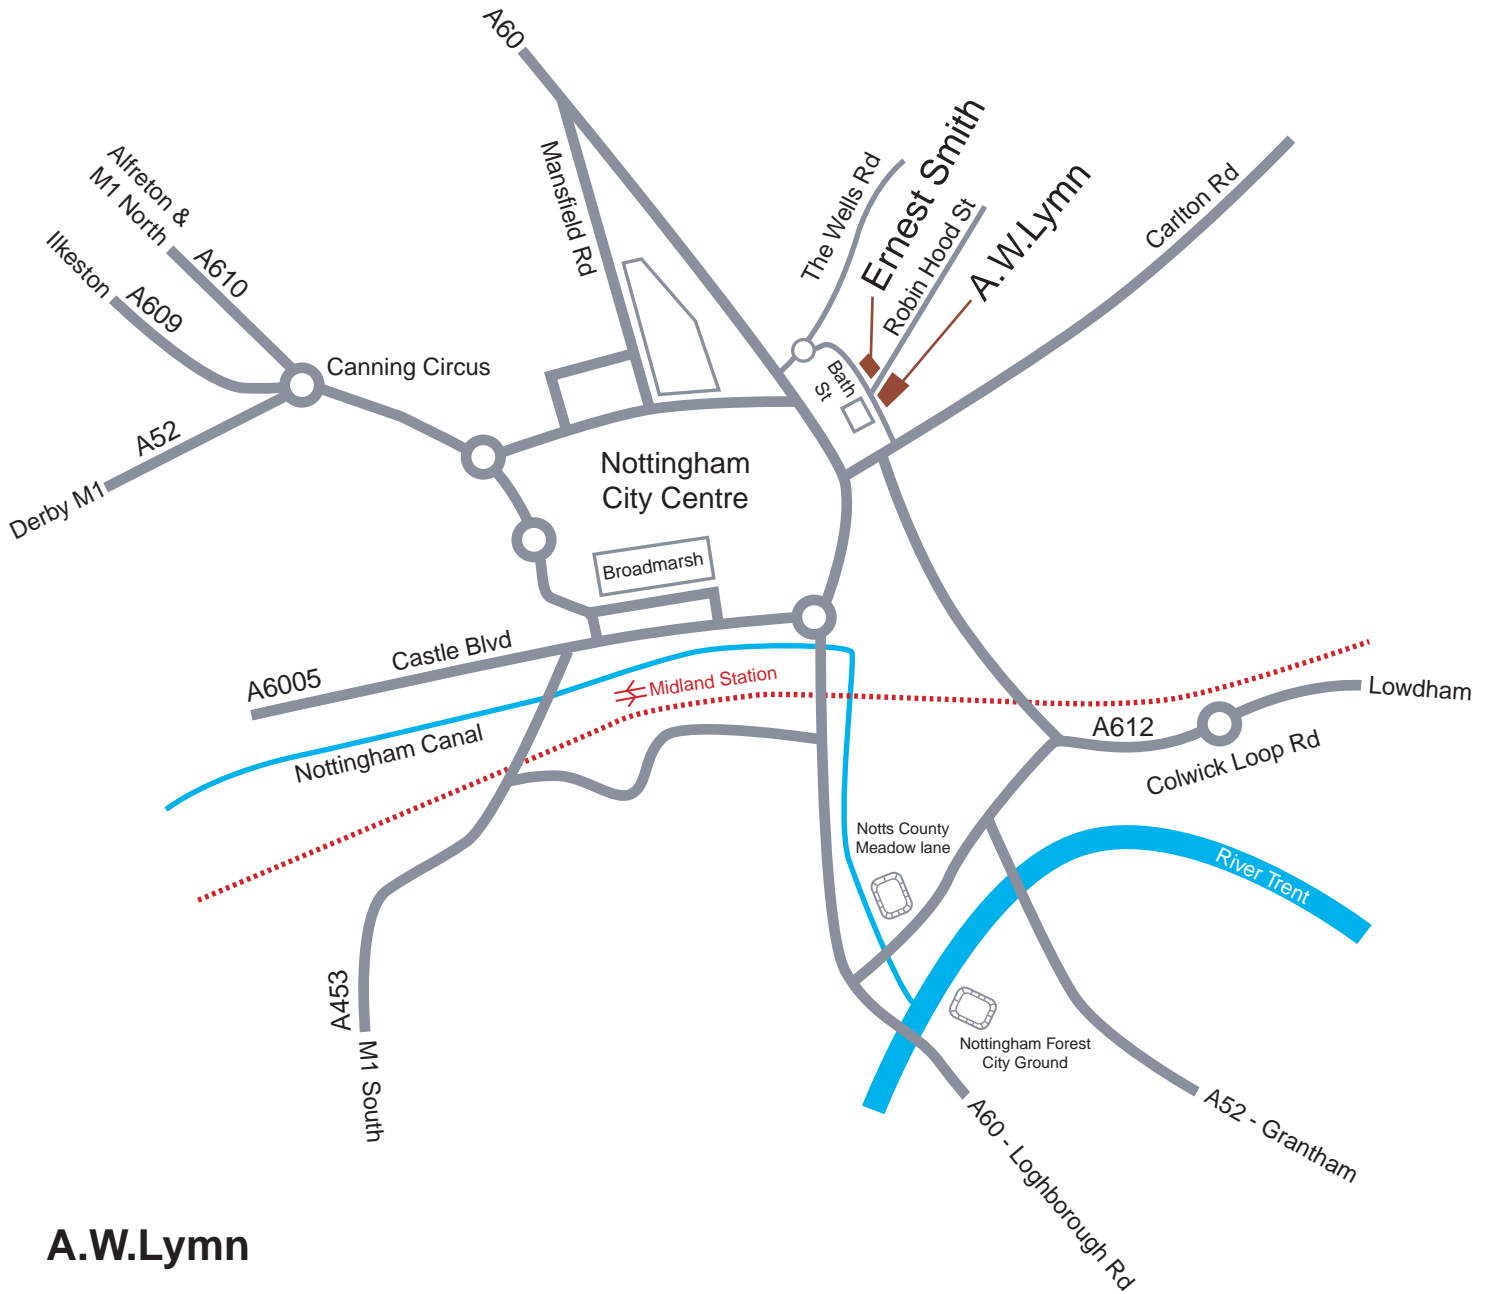 A60
Mansfield Rd
The Wells Rd
Ernest Smith
Robin Hood St
A.W.Lymn
Carlton Rd
Alfreton &
M1 North
A610
Ilkeston
A609
Canning Circus
A52
Derby M1
Bath
St
Nottingham
City Centre
Broadmarsh
Castle Blvd
A6005
Midland Station
Nottingham Canal
Lowdham
A612
Colwick Loop Rd
Notts County
Meadow lane
River Trent
A453
M1 South
Nottingham Forest
City Ground
A52 - Grantham
A60 - Loghborough Rd
A.W.Lymn